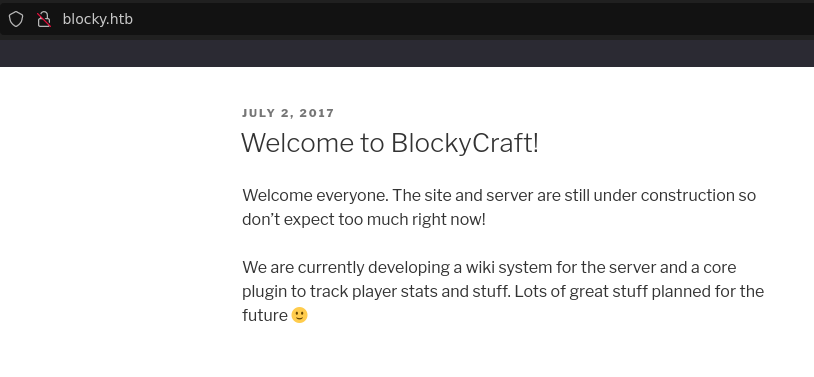 blocky.htb
JULY 2, 2017
Welcome to BlockyCraft!
Welcome everyone. The site and server are still under construction so
don’t expect too much right now!
We are currently developing a wiki system for the server and a core
plugin to track player stats and stuff. Lots of great stuff planned for the
future 🙂